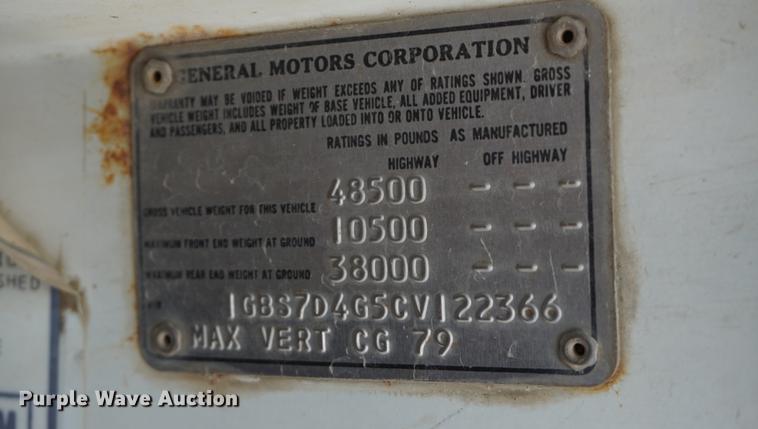 GENERAL MOTORS CORPORATION
WARRANTY MAY BE VOIDED IF WEIGHT EXCEEDS ANY OF RATINGS SHOWN. GROSS
VEHICLE WEIGHT INCLUDES WEIGHT OF BASE VEHICLE, ALL ADDED EQUIPMENT, DRIVER
AND PASSENGERS, AND ALL PROPERTY LOADED INTO OR ONTO VEHICLE.
RATINGS IN POUNDS AS MANUFACTURED
HIGHWAY OFF HIGHWAY
GROSS VEHICLE WEIGHT FOR THIS VEHICLE 48500 - - -
MAXIMUM FRONT END WEIGHT AT GROUND 10500 - - -
MAXIMUM REAR END WEIGHT AT GROUND 38000 - - -
1GBS7D4G5CV122366
MAX VERT CG 79
SHED
M
Purple Wave Auction